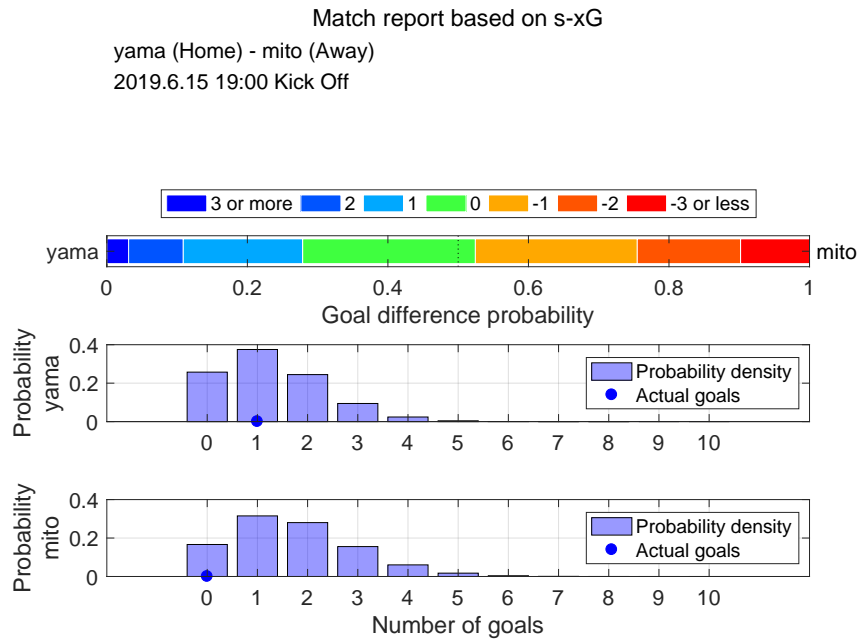 Match report based on s-xG
yama (Home) - mito (Away)
2019.6.15 19:00 Kick Off
3 or more 2 1 0 -1 -2 -3 or less
yama mito
0 0.2 0.4 0.6 0.8 1
Goal difference probability
Probability
yama
0.4
0.2
0
Probability density
Actual goals
0 1 2 3 4 5 6 7 8 9 10
Probability
mito
0.4
0.2
0
Probability density
Actual goals
0 1 2 3 4 5 6 7 8 9 10
Number of goals